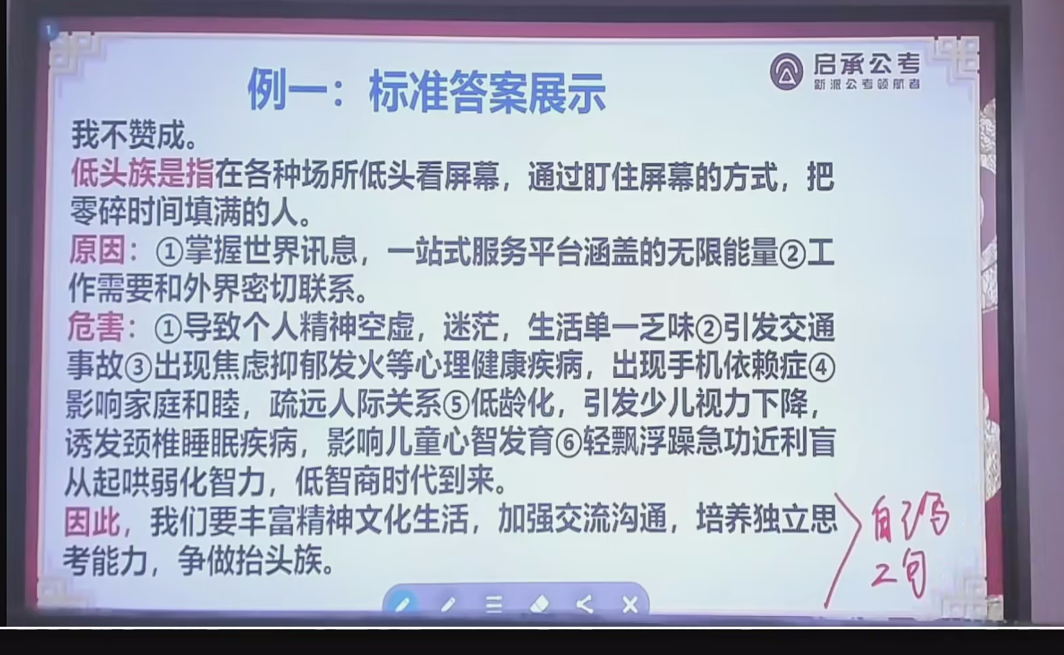 1
启承公考
新派公考领航者
例一：标准答案展示
我不赞成。
低头族是指在各种场所低头看屏幕，通过盯住屏幕的方式，把
零碎时间填满的人。
原因：①掌握世界讯息，一站式服务平台涵盖的无限能量②工
作需要和外界密切联系。
危害：①导致个人精神空虚，迷茫，生活单一乏味②引发交通
事故③出现焦虑抑郁发火等心理健康疾病，出现手机依赖症④
影响家庭和睦，疏远人际关系⑤低龄化，引发少儿视力下降，
诱发颈椎睡眠疾病，影响儿童心智发育⑥轻飘浮躁急功近利盲
从起哄弱化智力，低智商时代到来。
因此，我们要丰富精神文化生活，加强交流沟通，培养独立思
考能力，争做抬头族。
自己写
2句